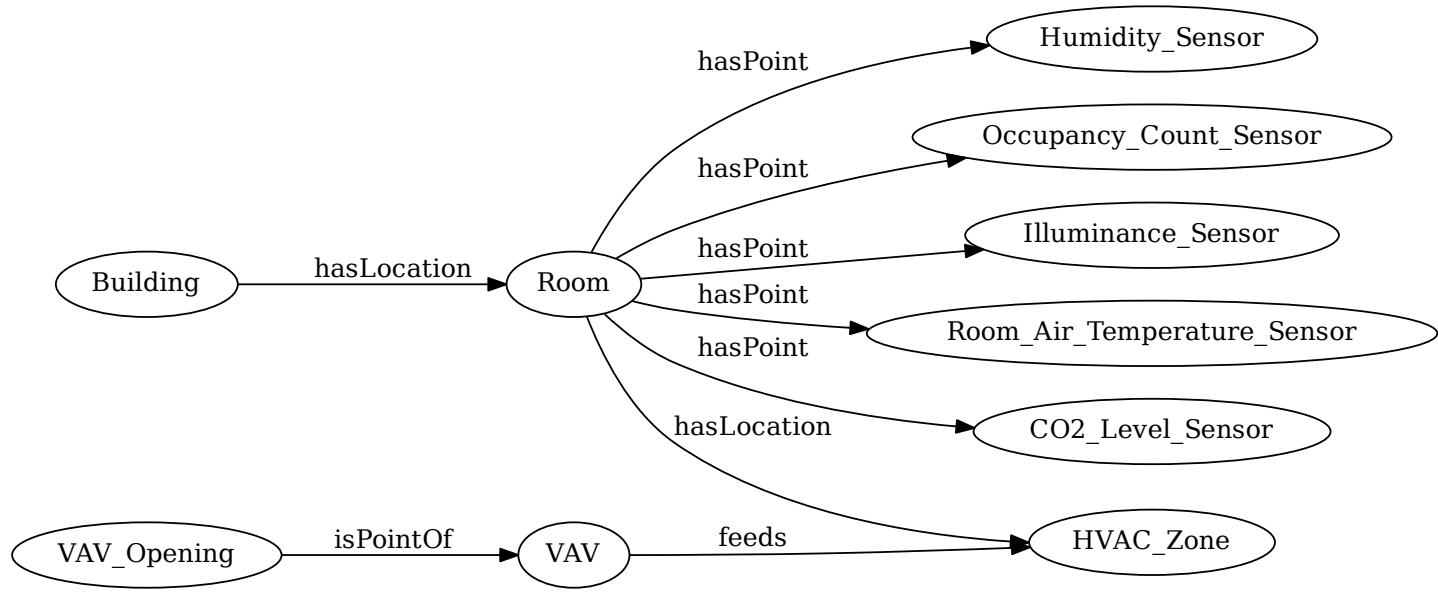 Humidity_Sensor
hasPoint
Occupancy_Count_Sensor
hasPoint
Illuminance_Sensor
hasPoint
Building
hasLocation
Room
hasPoint
Room_Air_Temperature_Sensor
hasPoint
CO2_Level_Sensor
hasLocation
VAV_Opening
isPointOf
VAV
feeds
HVAC_Zone